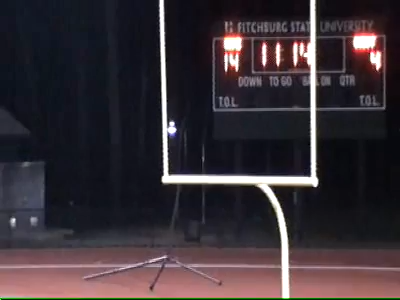 FITCHBURG STATE UNIVERSITY
14 11:14 4
DOWN TO GO BALL ON QTR
T.O.L. T.O.L.